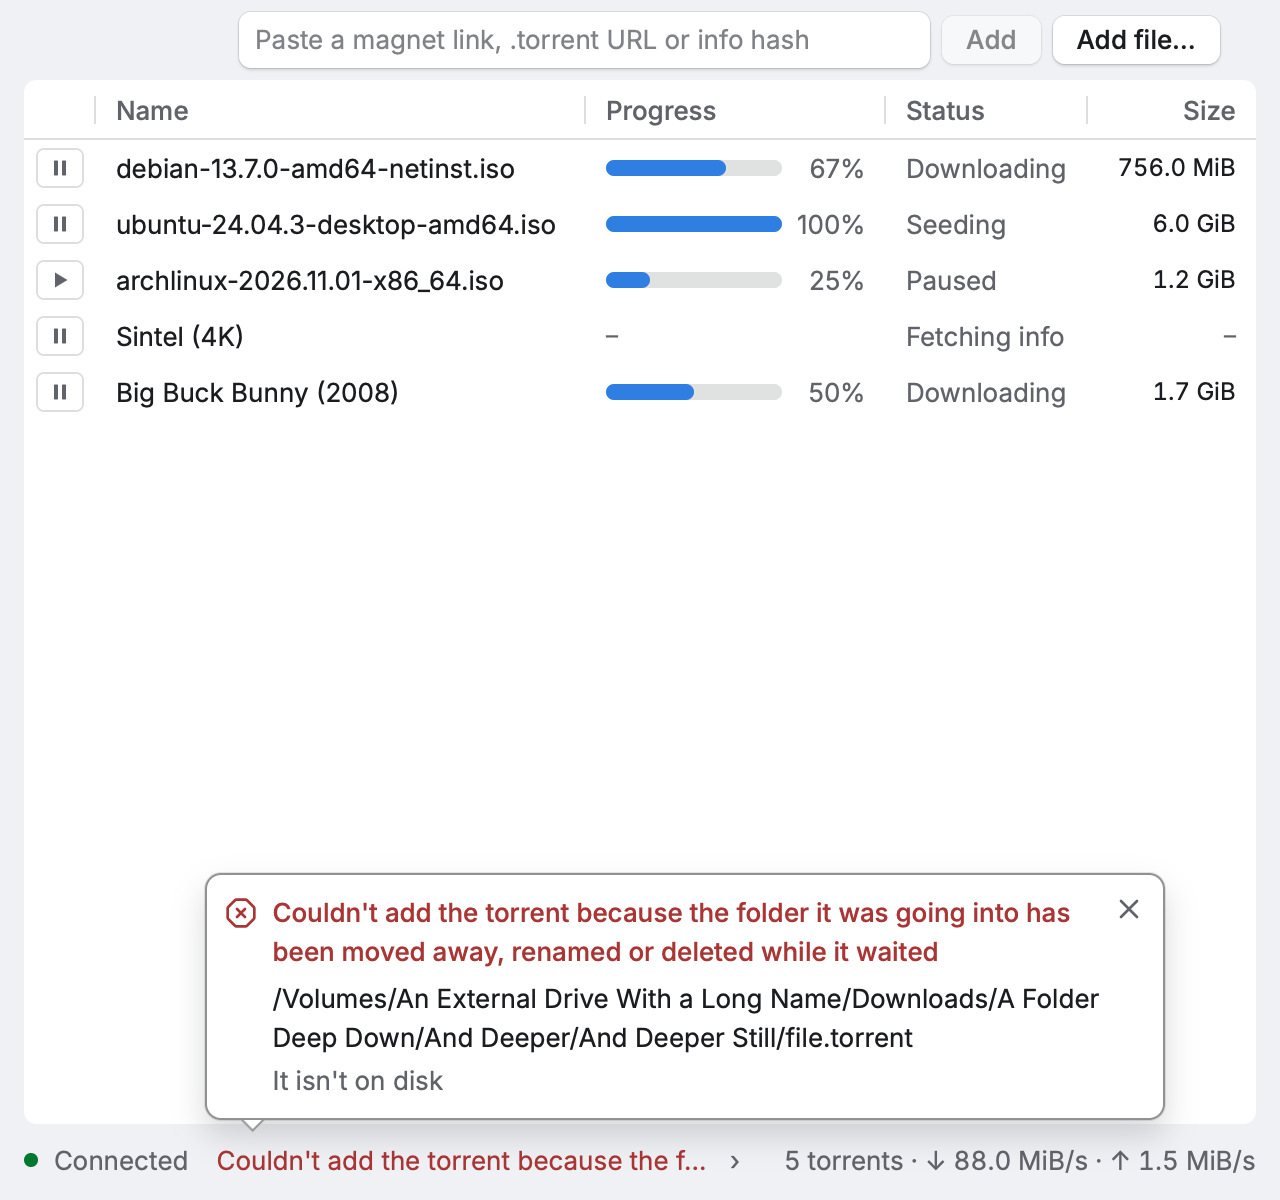 Paste a magnet link, .torrent URL or info hash
Add
Add file...
Name
Progress
Status
Size
debian-13.7.0-amd64-netinst.iso
67%
Downloading
756.0 MiB
ubuntu-24.04.3-desktop-amd64.iso
100%
Seeding
6.0 GiB
archlinux-2026.11.01-x86_64.iso
25%
Paused
1.2 GiB
Sintel (4K)
–
Fetching info
–
Big Buck Bunny (2008)
50%
Downloading
1.7 GiB
Couldn't add the torrent because the folder it was going into has
been moved away, renamed or deleted while it waited
/Volumes/An External Drive With a Long Name/Downloads/A Folder
Deep Down/And Deeper/And Deeper Still/file.torrent
It isn't on disk
Connected
Couldn't add the torrent because the f...
5 torrents · ↓ 88.0 MiB/s · ↑ 1.5 MiB/s